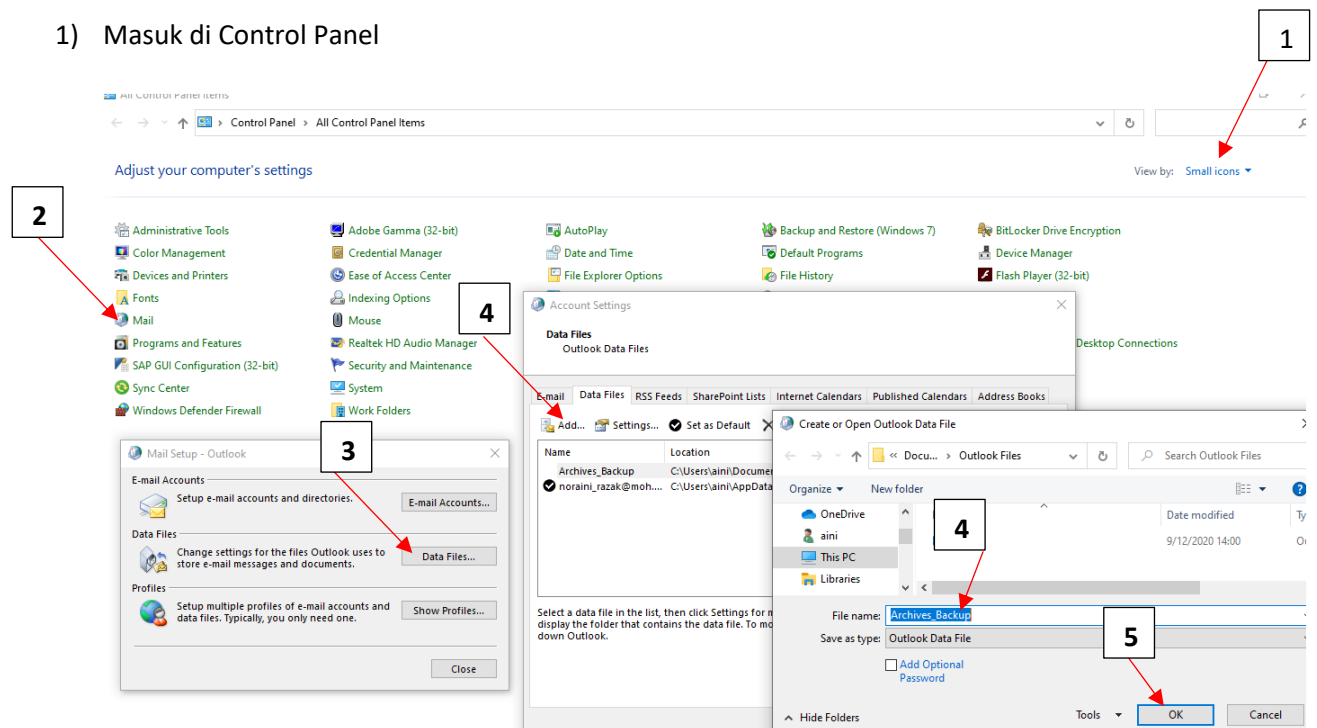 1) Masuk di Control Panel
1
All Control Panel Items
Control Panel > All Control Panel Items
Adjust your computer's settings
View by: Small icons
2
Administrative Tools
Adobe Gamma (32-bit)
AutoPlay
Backup and Restore (Windows 7)
BitLocker Drive Encryption
Color Management
Credential Manager
Date and Time
Default Programs
Device Manager
Devices and Printers
Ease of Access Center
File Explorer Options
File History
Flash Player (32-bit)
Fonts
Indexing Options
Mail
Mouse
Programs and Features
Realtek HD Audio Manager
Desktop Connections
SAP GUI Configuration (32-bit)
Security and Maintenance
Sync Center
System
Windows Defender Firewall
Work Folders
4
Account Settings
Data Files
Outlook Data Files
E-mail Data Files RSS Feeds SharePoint Lists Internet Calendars Published Calendars Address Books
Add... Settings... Set as Default
Name Location
Archives_Backup C:\Users\aini\Documen
noraini_razak@moh.... C:\Users\aini\AppData
Select a data file in the list, then click Settings for
display the folder that contains the data file. To
down Outlook.
3
Mail Setup - Outlook
E-mail Accounts
Setup e-mail accounts and directories.
E-mail Accounts...
Data Files
Change settings for the files Outlook uses to
store e-mail messages and documents.
Data Files...
Profiles
Setup multiple profiles of e-mail accounts and
data files. Typically, you only need one.
Show Profiles...
Close
Create or Open Outlook Data File
« Docu... > Outlook Files
Search Outlook Files
Organize New folder
OneDrive
aini
This PC
Libraries
Date modified
9/12/2020 14:00
4
File name: Archives_Backup
Save as type: Outlook Data File
5
Add Optional
Password
Hide Folders
Tools OK Cancel